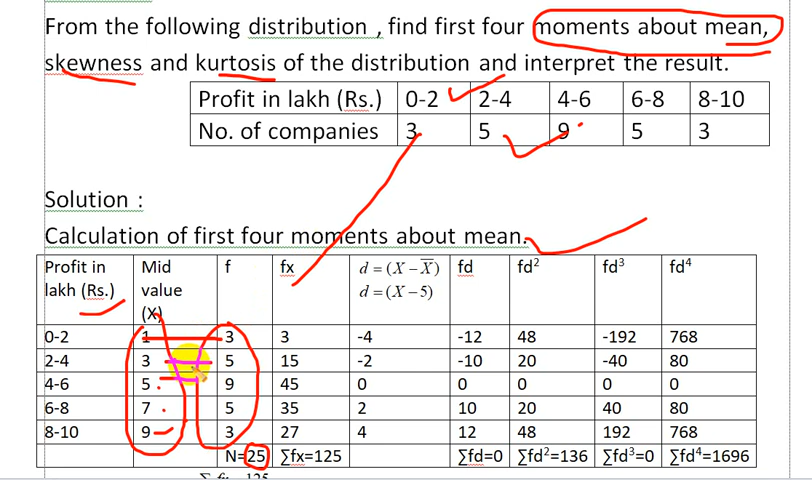 From the following distribution , find first four moments about mean,
skewness and kurtosis of the distribution and interpret the result.
Profit in lakh (Rs.) 0-2 2-4 4-6 6-8 8-10
No. of companies 3 5 9 5 3
Solution :
Calculation of first four moments about mean.
Profit in lakh (Rs.) Mid value (X) f fx d = (X − X̅) d = (X − 5) fd fd² fd³ fd⁴
0-2 1 3 3 -4 -12 48 -192 768
2-4 3 5 15 -2 -10 20 -40 80
4-6 5 9 45 0 0 0 0 0
6-8 7 5 35 2 10 20 40 80
8-10 9 3 27 4 12 48 192 768
N=25 ∑fx=125 ∑fd=0 ∑fd²=136 ∑fd³=0 ∑fd⁴=1696